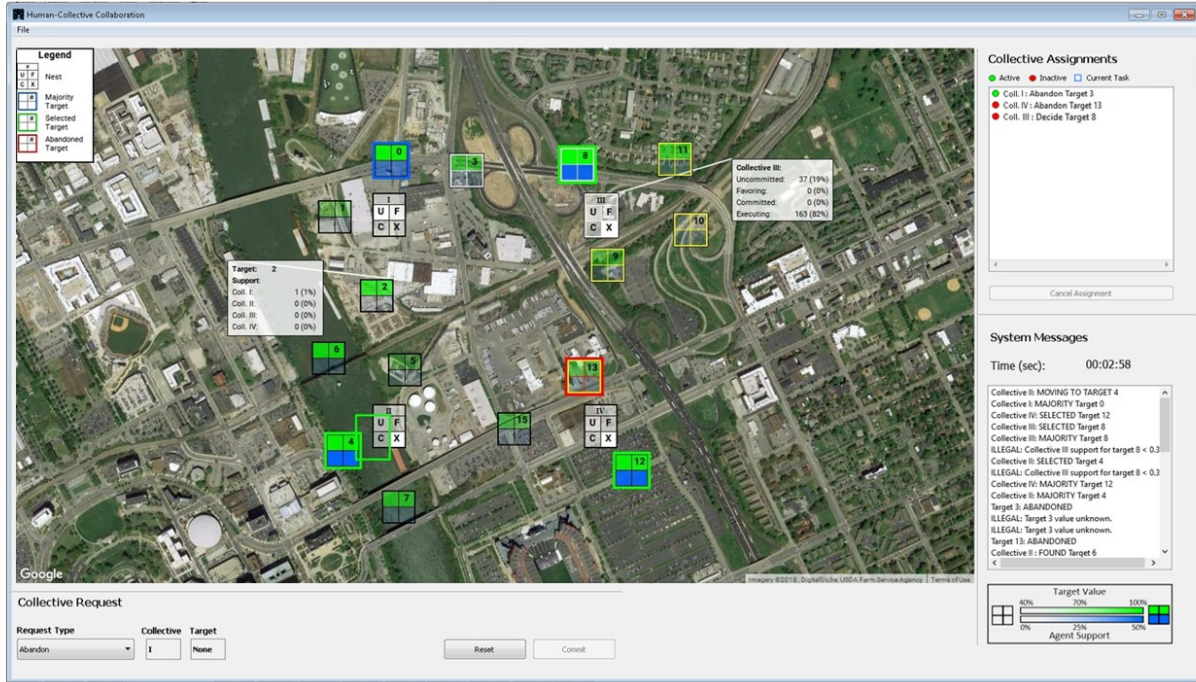 Human-Collective Collaboration
File
Legend
#
U F
C X
Nest
# Majority
Target
# Selected
Target
# Abandoned
Target
0
3
8
11
1
I
U F
C X
III
U F
C X
10
9
2
Collective III:
Uncommitted: 37 (19%)
Favoring: 0 (0%)
Committed: 0 (0%)
Executing: 163 (82%)
Target: 2
Support:
Coll. I: 1 (1%)
Coll. II: 0 (0%)
Coll. III: 0 (0%)
Coll. IV: 0 (0%)
6
5
13
II
U F
C X
15
IV
U F
C X
4
12
7
Google
Imagery ©2018, DigitalGlobe, USDA Farm Service Agency Terms of Use
Collective Assignments
Active Inactive Current Task
Coll. I : Abandon Target 3
Coll. IV : Abandon Target 13
Coll. III : Decide Target 8
Cancel Assignment
System Messages
Time (sec): 00:02:58
Collective II: MOVING TO TARGET 4
Collective I: MAJORITY Target 0
Collective IV: SELECTED Target 12
Collective III: SELECTED Target 8
Collective III: MAJORITY Target 8
ILLEGAL: Collective III support for target 8 < 0.3
Collective II: SELECTED Target 4
ILLEGAL: Collective III support for target 8 < 0.3
Collective IV: MAJORITY Target 12
Collective II: MAJORITY Target 4
Target 3: ABANDONED
ILLEGAL: Target 3 value unknown.
ILLEGAL: Target 3 value unknown.
Target 13: ABANDONED
Collective II : FOUND Target 6
Target Value
40% 70% 100%
0% 25% 50%
Agent Support
Collective Request
Request Type Collective Target
Abandon I None
Reset Commit